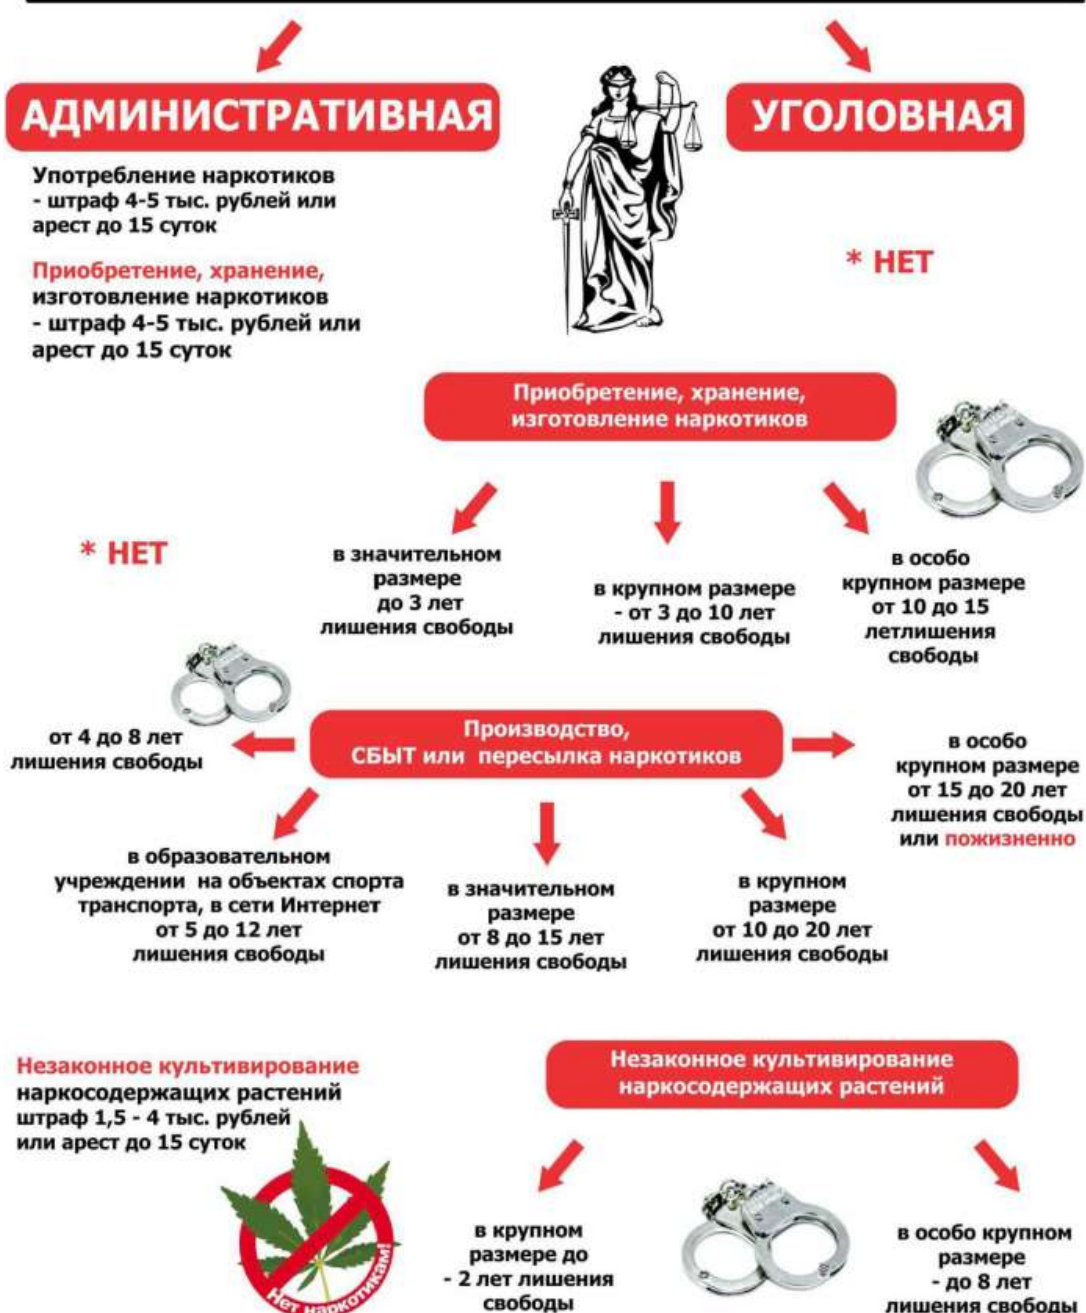 АДМИНИСТРАТИВНАЯ
УГОЛОВНАЯ
Употребление наркотиков
- штраф 4-5 тыс. рублей или
арест до 15 суток
* НЕТ
Приобретение, хранение,
изготовление наркотиков
- штраф 4-5 тыс. рублей или
арест до 15 суток
Приобретение, хранение,
изготовление наркотиков
* НЕТ
в значительном
размере
до 3 лет
лишения свободы
в крупном размере
- от 3 до 10 лет
лишения свободы
в особо
крупном размере
от 10 до 15
летлишения
свободы
Производство,
СБЫТ или пересылка наркотиков
от 4 до 8 лет
лишения свободы
в особо
крупном размере
от 15 до 20 лет
лишения свободы
или пожизненно
в образовательном
учреждении на объектах спорта
транспорта, в сети Интернет
от 5 до 12 лет
лишения свободы
в значительном
размере
от 8 до 15 лет
лишения свободы
в крупном
размере
от 10 до 20 лет
лишения свободы
Незаконное культивирование
наркосодержащих растений
штраф 1,5 - 4 тыс. рублей
или арест до 15 суток
Незаконное культивирование
наркосодержащих растений
Нет наркотикам!
в крупном
размере до
- 2 лет лишения
свободы
в особо крупном
размере
- до 8 лет
лишения свободы